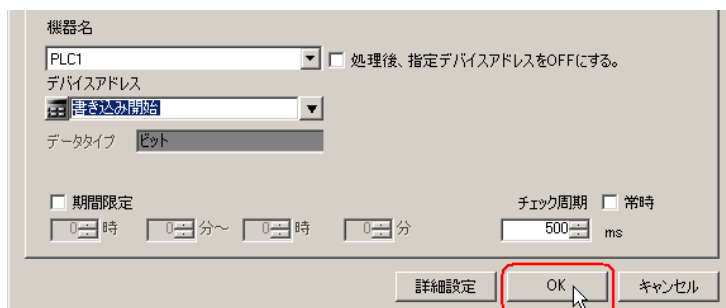 機器名
PLC1 処理後、指定デバイスアドレスをOFFにする。
デバイスアドレス
書き込み開始
データタイプ ビット
期間限定 チェック周期 常時
0時 0分～ 0時 0分 500 ms
詳細設定 OK キャンセル